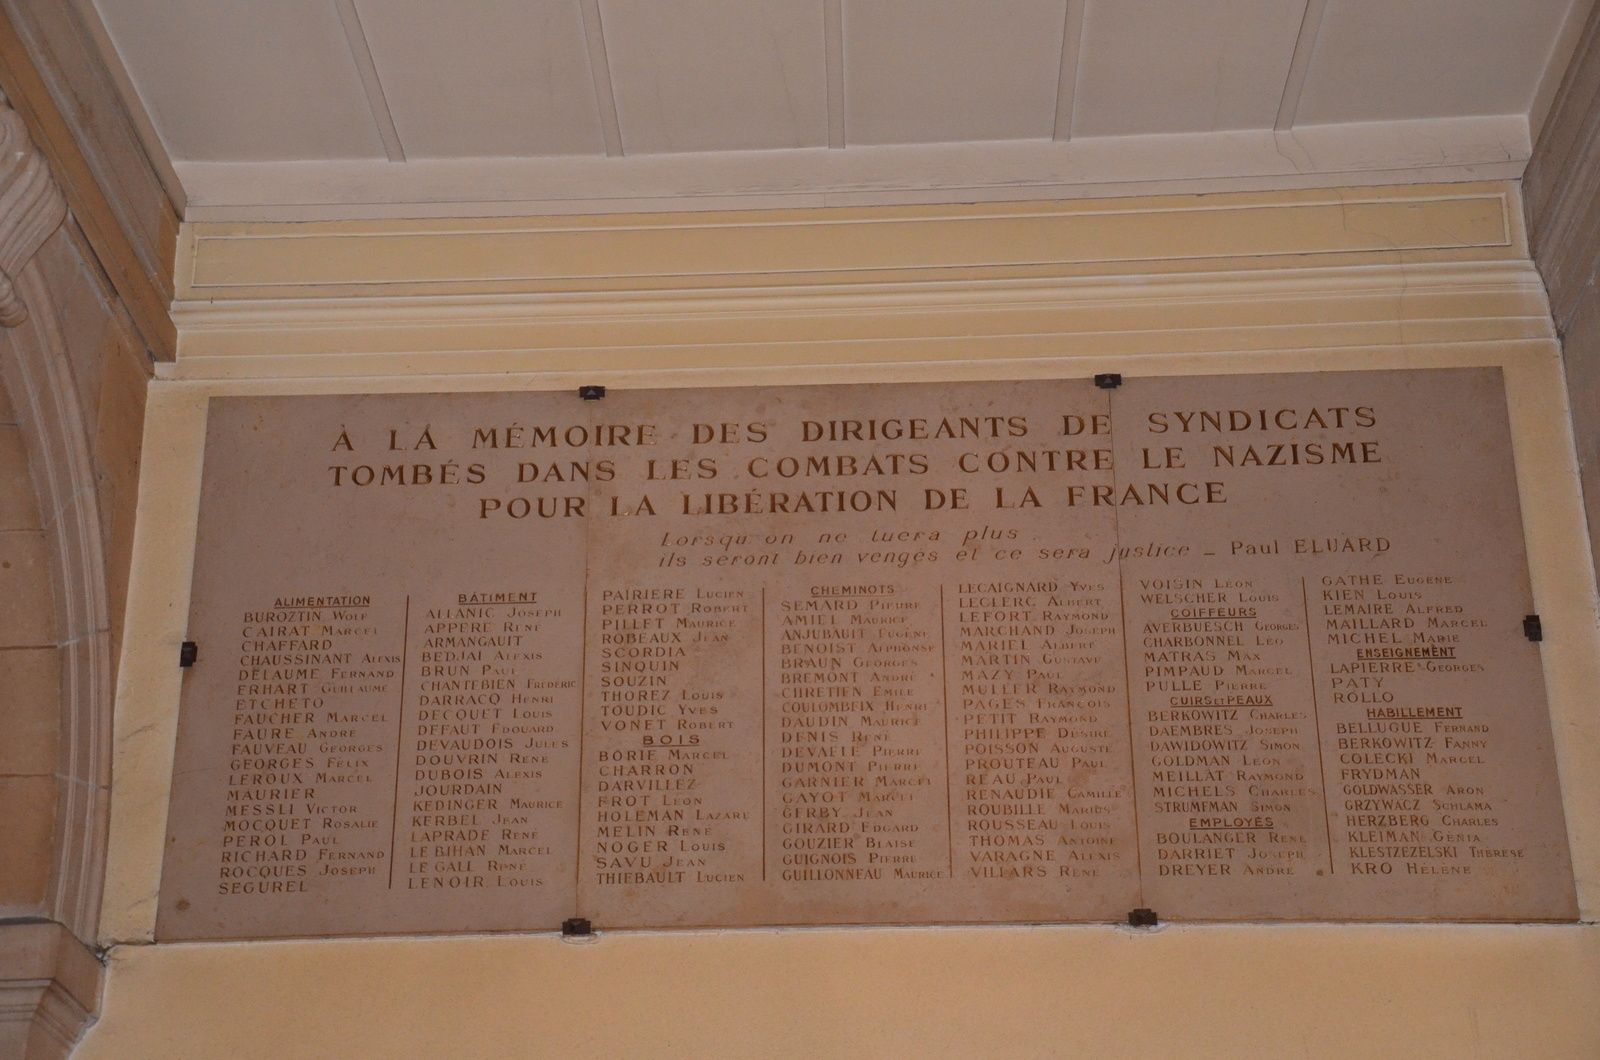 À LA MÉMOIRE DES DIRIGEANTS DE SYNDICATS
TOMBÉS DANS LES COMBATS CONTRE LE NAZISME
POUR LA LIBÉRATION DE LA FRANCE
Lorsqu'on ne tuera plus
ils seront bien vengés et ce sera justice _ Paul ELUARD
ALIMENTATION
BUROZTIN WOLF
CAIRAT MARCEL
CHAFFARD
CHAUSSINANT ALEXIS
DELAUME FERNAND
ERHART GUILLAUME
ETCHETO
FAUCHER MARCEL
FAURE ANDRE
FAUVEAU GEORGES
GEORGES FÉLIX
LEROUX MARCEL
MAURIER
MESSLI VICTOR
MOCQUET ROSALIE
PEROL PAUL
RICHARD FERNAND
ROCQUES JOSEPH
SEGUREL
BÂTIMENT
ALLANIC JOSEPH
APPERE RENÉ
ARMANGAUIT
BEDJAI ALEXIS
BRUN PAUL
CHANTEBIEN FRÉDÉRIC
DARRACQ HENRI
DECQUET LOUIS
DEFAUT EDOUARD
DEVAUDOIS JULES
DOUVRIN RENÉ
DUBOIS ALEXIS
JOURDAIN
KEDINGER MAURICE
KERBEL JEAN
LAPRADE RENÉ
LE BIHAN MARCEL
LE GALL RENÉ
LENOIR LOUIS
PAIRIERE LUCIEN
PERROT ROBERT
PILLET MAURICE
ROBEAUX JEAN
SCORDIA
SINQUIN
SOUZIN
THOREZ LOUIS
TOUDIC YVES
VONET ROBERT
BOIS
BORIE MARCEL
CHARRON
DARVILLEZ
FROT LÉON
HOLEMAN LAZARE
MELIN RENÉ
NOGER LOUIS
SAVU JEAN
THIEBAULT LUCIEN
CHEMINOTS
SEMARD PIERRE
AMIEL MAURICE
ANJUBAULT EUGÈNE
BENOIST ALPHONSE
BRAUN GEORGES
BREMONT ANDRÉ
CHRETIEN EMILE
COULOMBEIX HENRI
DAUDIN MAURICE
DENIS RENÉ
DEVAELE PIERRE
DUMONT PIERRE
GARNIER MARCEL
GAYOT MARCEL
GERBY JEAN
GIRARD EDGARD
GOUZIER BLAISE
GUIGNOIS PIERRE
GUILLONNEAU MAURICE
LECAIGNARD YVES
LECLERC ALBERT
LEFORT RAYMOND
MARCHAND JOSEPH
MARIEL ALBERT
MARTIN GUSTAVE
MAZY PAUL
MULLER RAYMOND
PAGES FRANÇOIS
PETIT RAYMOND
PHILIPPE DÉSIRÉ
POISSON AUGUSTE
PROUTEAU PAUL
REAU PAUL
RENAUDIE CAMILLE
ROUBILLE MARIUS
ROUSSEAU LOUIS
THOMAS ANTOINE
VARAGNE ALEXIS
VILLARS RENÉ
VOISIN LÉON
WELSCHER LOUIS
COIFFEURS
AVERBUESCH GEORGES
CHARBONNEL LÉO
MATRAS MAX
PIMPAUD MARCEL
PULLE PIERRE
CUIRS ET PEAUX
BERKOWITZ CHARLES
DAEMBRES JOSEPH
DAWIDOWITZ SIMON
GOLDMAN LÉON
MEILLAT RAYMOND
MICHELS CHARLES
STRUMFMAN SIMON
EMPLOYÉS
BOULANGER RENÉ
DARRIET JOSEPH
DREYER ANDRÉ
GATHE EUGÈNE
KIEN LOUIS
LEMAIRE ALFRED
MAILLARD MARCEL
MICHEL MARIE
ENSEIGNEMENT
LAPIERRE GEORGES
PATY
ROLLO
HABILLEMENT
BELLUGUE FERNAND
BERKOWITZ FANNY
COLECKI MARCEL
FRYDMAN
GOLDWASSER ARON
GRZYWACZ SCHLAMA
HERZBERG CHARLES
KLEIMAN GÉNIA
KLESTZEZELSKI THÉRÈSE
KRO HÉLÈNE